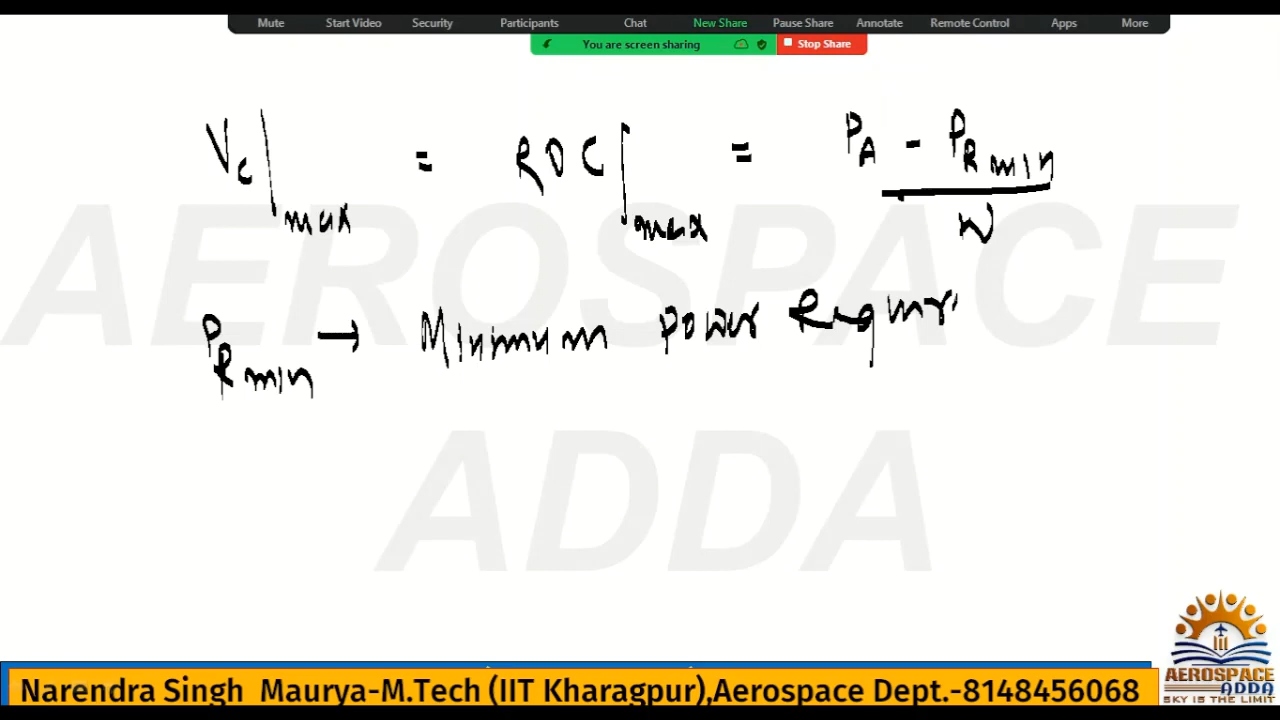 Mute Start Video Security Participants Chat New Share Pause Share Annotate Remote Control Apps More
You are screen sharing Stop Share
Vc|max = ROC|max = PA - PRmin
W
PRmin → Minimum power Requir
AEROSPACE
ADDA
AEROSPACE
ADDA
SKY IS THE LIMIT
Narendra Singh Maurya-M.Tech (IIT Kharagpur),Aerospace Dept.-8148456068